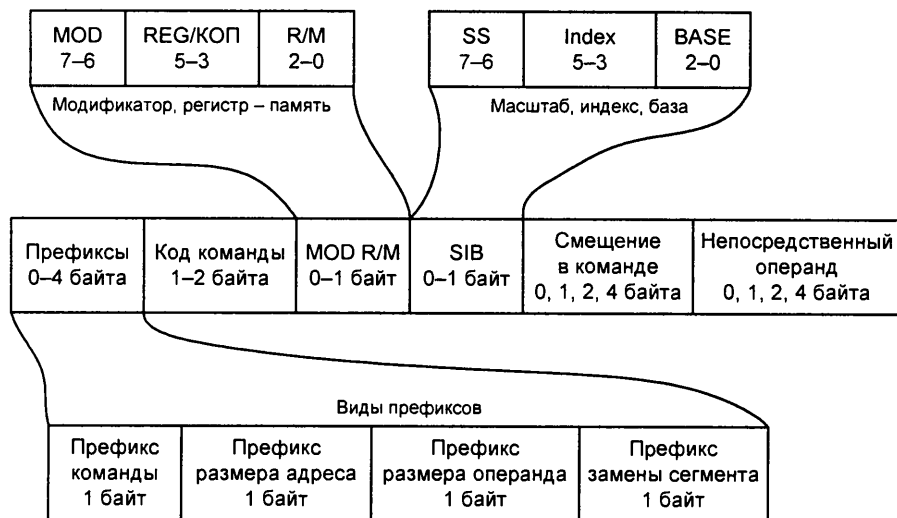 MOD
7–6
REG/КОП
5–3
R/M
2–0
Модификатор, регистр – память
SS
7–6
Index
5–3
BASE
2–0
Масштаб, индекс, база
Префиксы
0–4 байта
Код команды
1–2 байта
MOD R/M
0–1 байт
SIB
0–1 байт
Смещение
в команде
0, 1, 2, 4 байта
Непосредственный
операнд
0, 1, 2, 4 байта
Виды префиксов
Префикс
команды
1 байт
Префикс
размера адреса
1 байт
Префикс
размера операнда
1 байт
Префикс
замены сегмента
1 байт